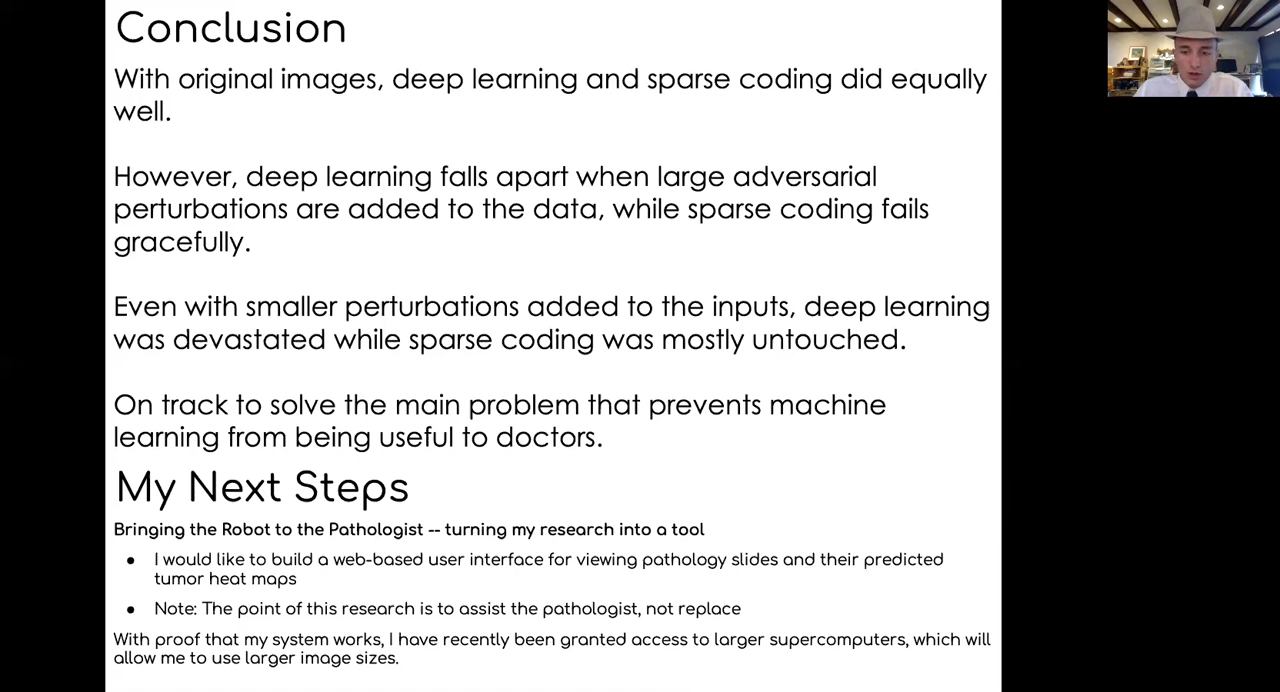 Conclusion
With original images, deep learning and sparse coding did equally
well.
However, deep learning falls apart when large adversarial
perturbations are added to the data, while sparse coding fails
gracefully.
Even with smaller perturbations added to the inputs, deep learning
was devastated while sparse coding was mostly untouched.
On track to solve the main problem that prevents machine
learning from being useful to doctors.
My Next Steps
Bringing the Robot to the Pathologist -- turning my research into a tool
● I would like to build a web-based user interface for viewing pathology slides and their predicted
tumor heat maps
● Note: The point of this research is to assist the pathologist, not replace
With proof that my system works, I have recently been granted access to larger supercomputers, which will
allow me to use larger image sizes.